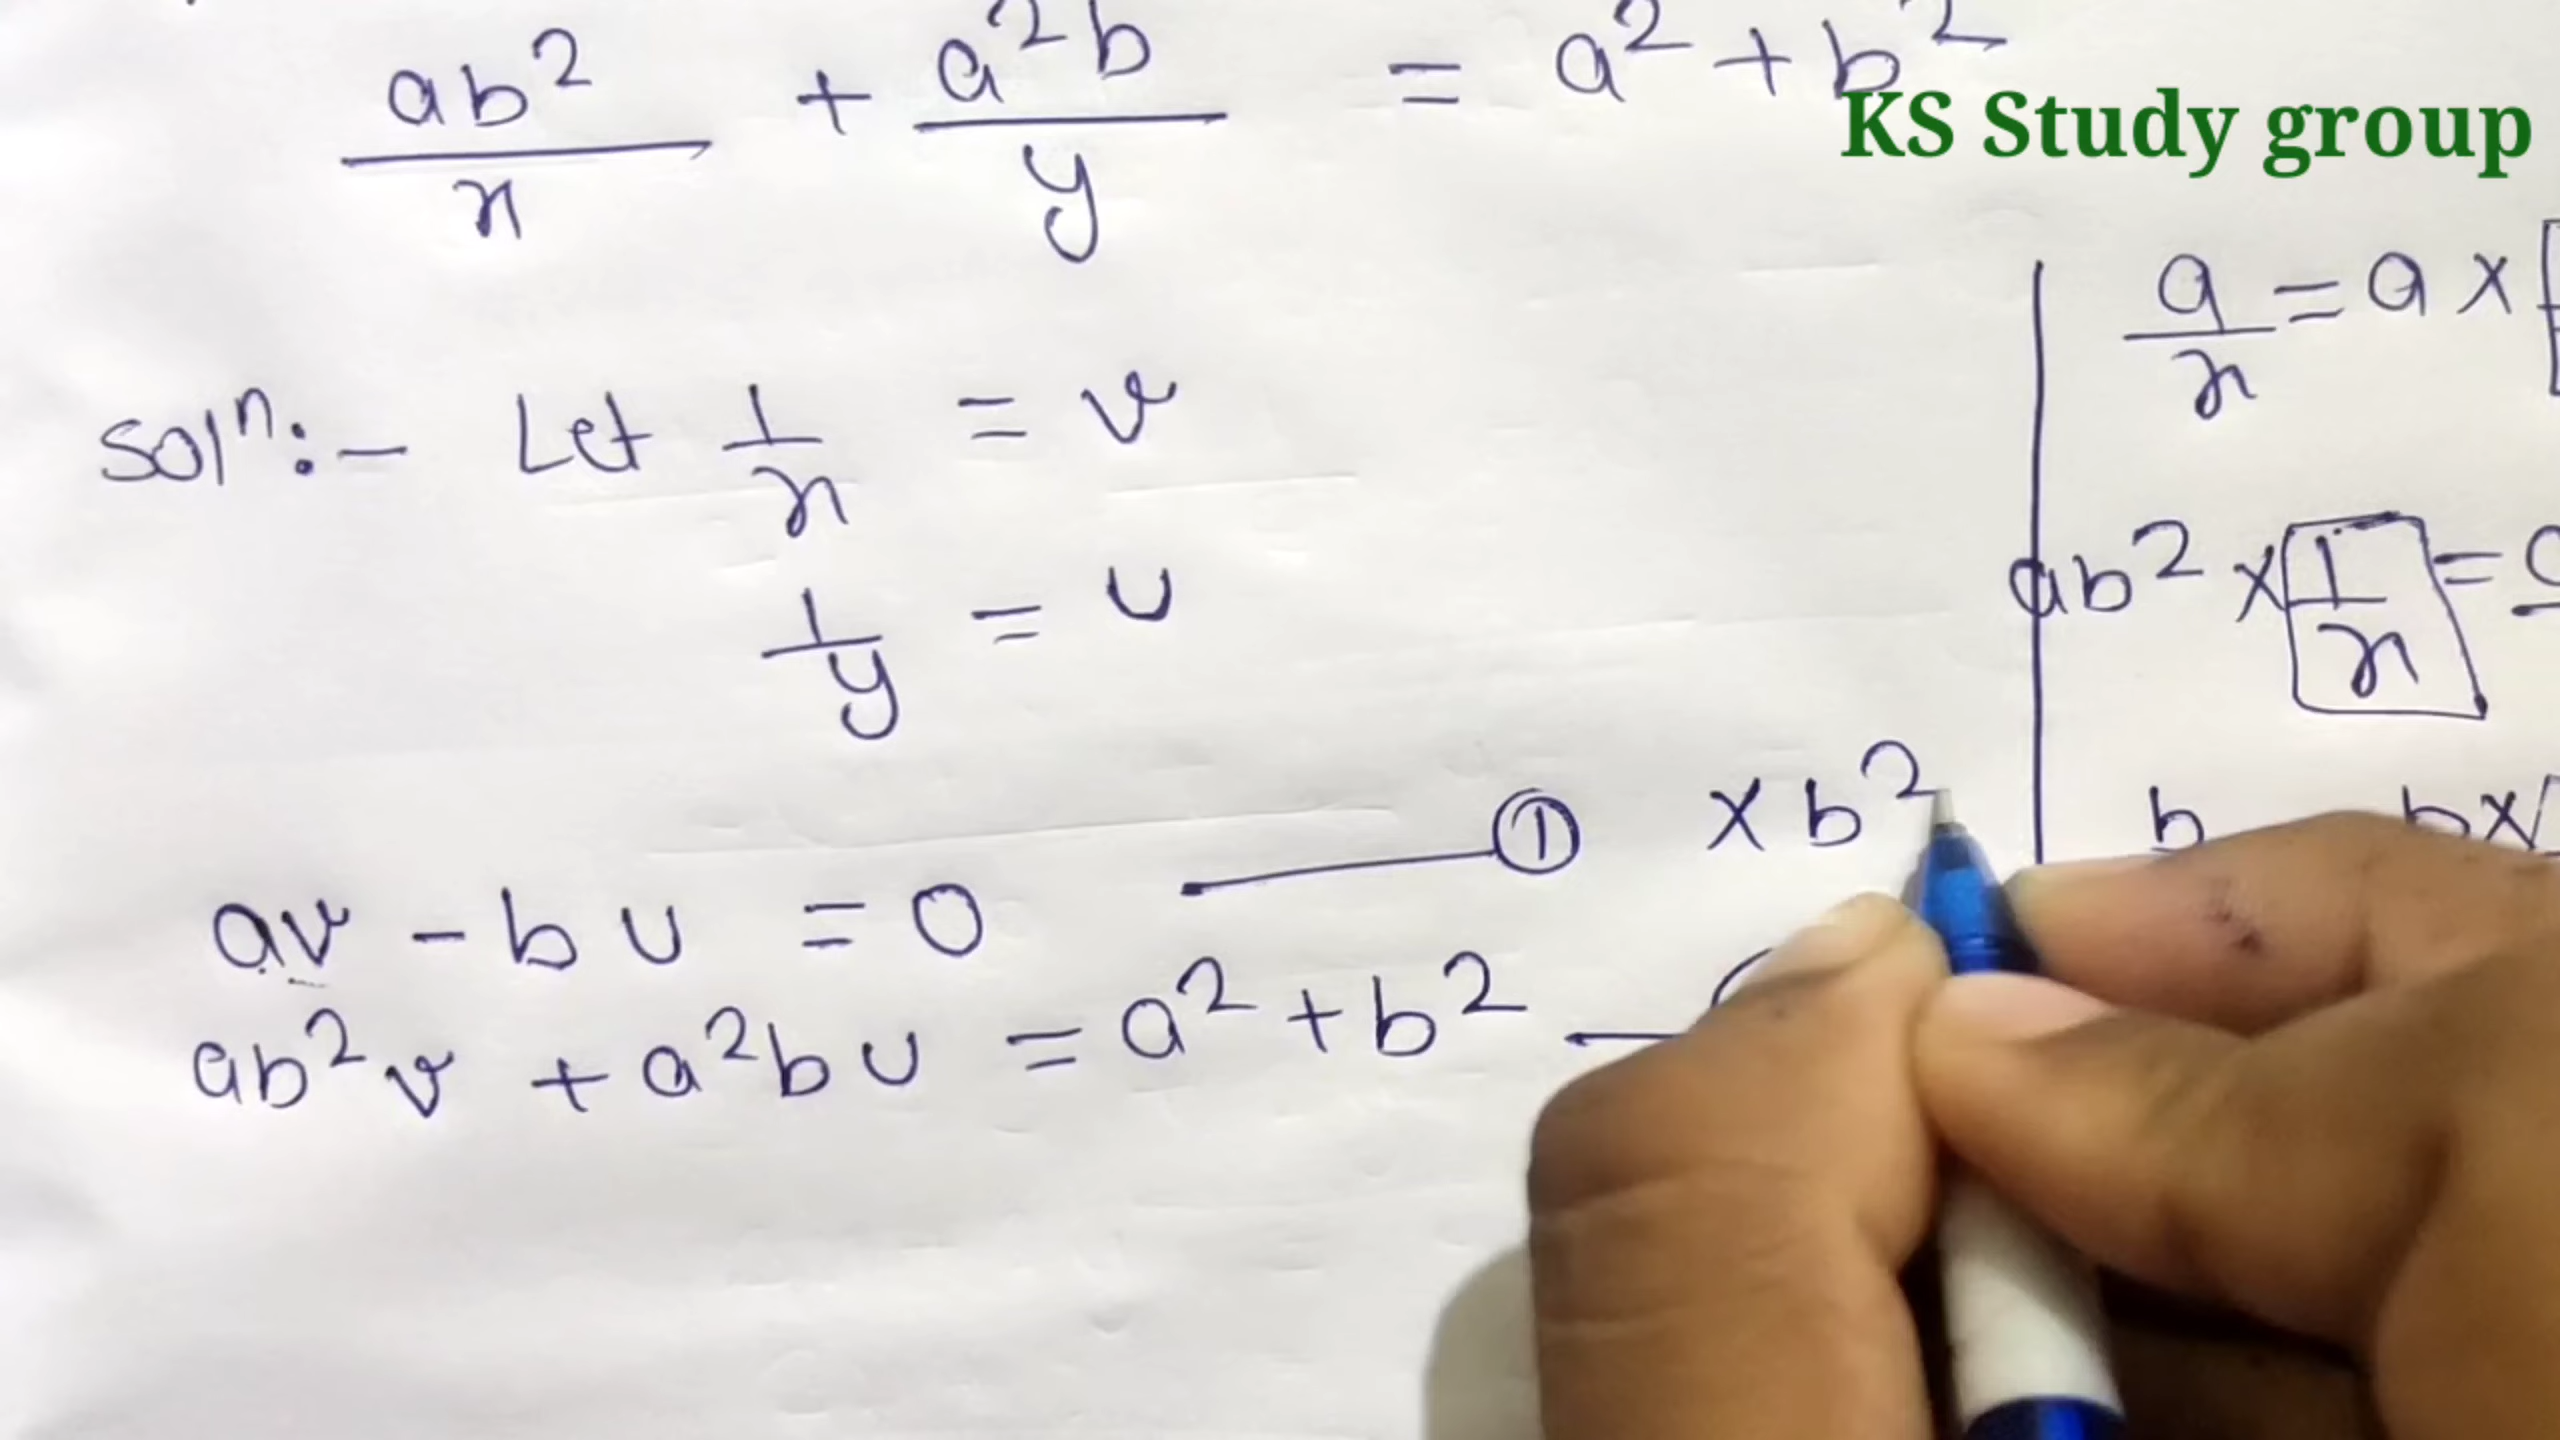 ab²/x + a²b/y = a² + b²
KS Study group
Solⁿ:- Let 1/x = v
1/y = u
av - bu = 0 —— ① × b²
ab²v + a²bu = a² + b² —
a/x = a ×
ab² × 1/x =
b b×